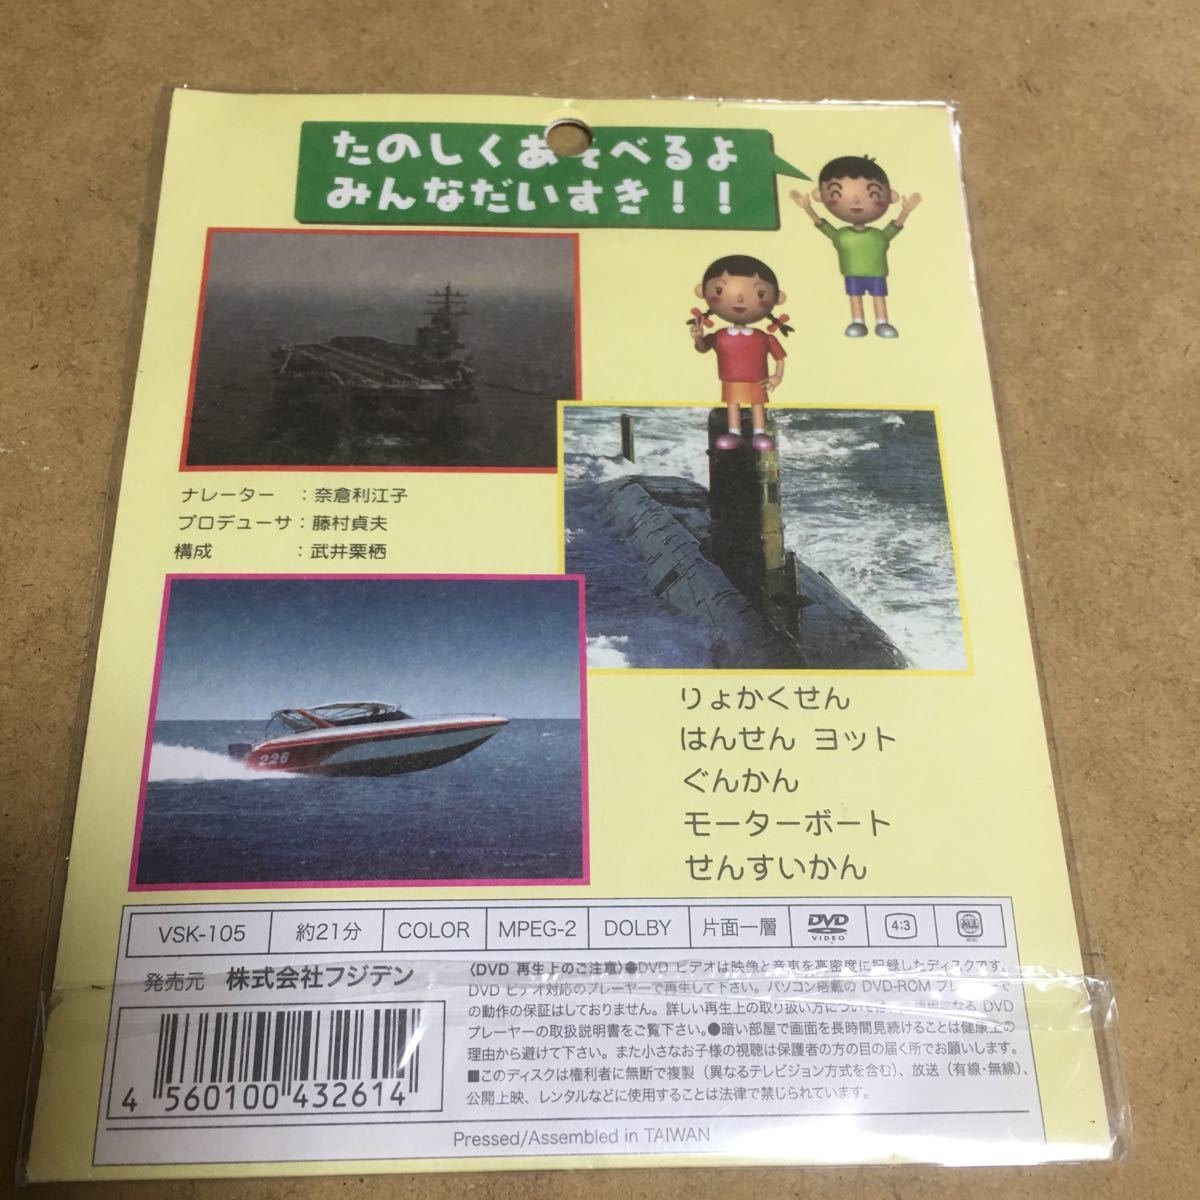 たのしくあそべるよ
みんなだいすき！！
ナレーター　：奈倉利江子
プロデューサ：藤村貞夫
構成　　　　：武井栗栖
226
りょかくせん
はんせん ヨット
ぐんかん
モーターボート
せんすいかん
VSK-105 約21分 COLOR MPEG-2 DOLBY 片面一層 DVD VIDEO 4:3 ALL
発売元 株式会社フジデン
4 560100 432614
〈DVD 再生上のご注意〉●DVD ビデオは映像と音声を高密度に記録したディスクです。
DVD ビデオ対応のプレーヤーで再生して下さい。パソコン搭載の DVD-ROM プレーヤーで
の動作の保証はしておりません。詳しい再生上の取り扱い方については DVD
プレーヤーの取扱説明書をご覧下さい。●暗い部屋で画面を長時間見続けることは健康上の
理由から避けて下さい。また小さなお子様の視聴は保護者の方の目の届く所でお願いします。
■このディスクは権利者に無断で複製（異なるテレビジョン方式を含む）、放送（有線・無線）、
公開上映、レンタルなどに使用することは法律で禁じられています。
Pressed/Assembled in TAIWAN